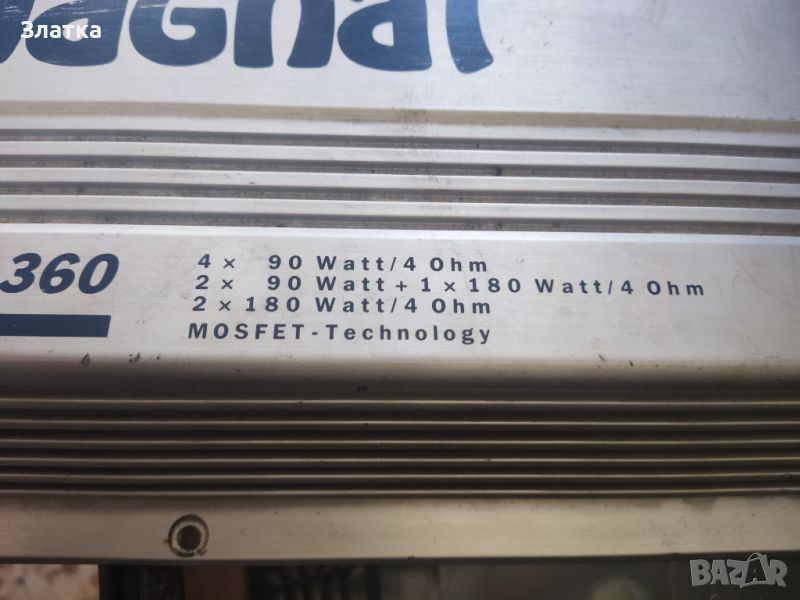 Златка
360
4 x 90 Watt/4 Ohm
2 x 90 Watt + 1 x 180 Watt/4 Ohm
2 x 180 Watt/4 Ohm
MOSFET-Technology
BAZAR